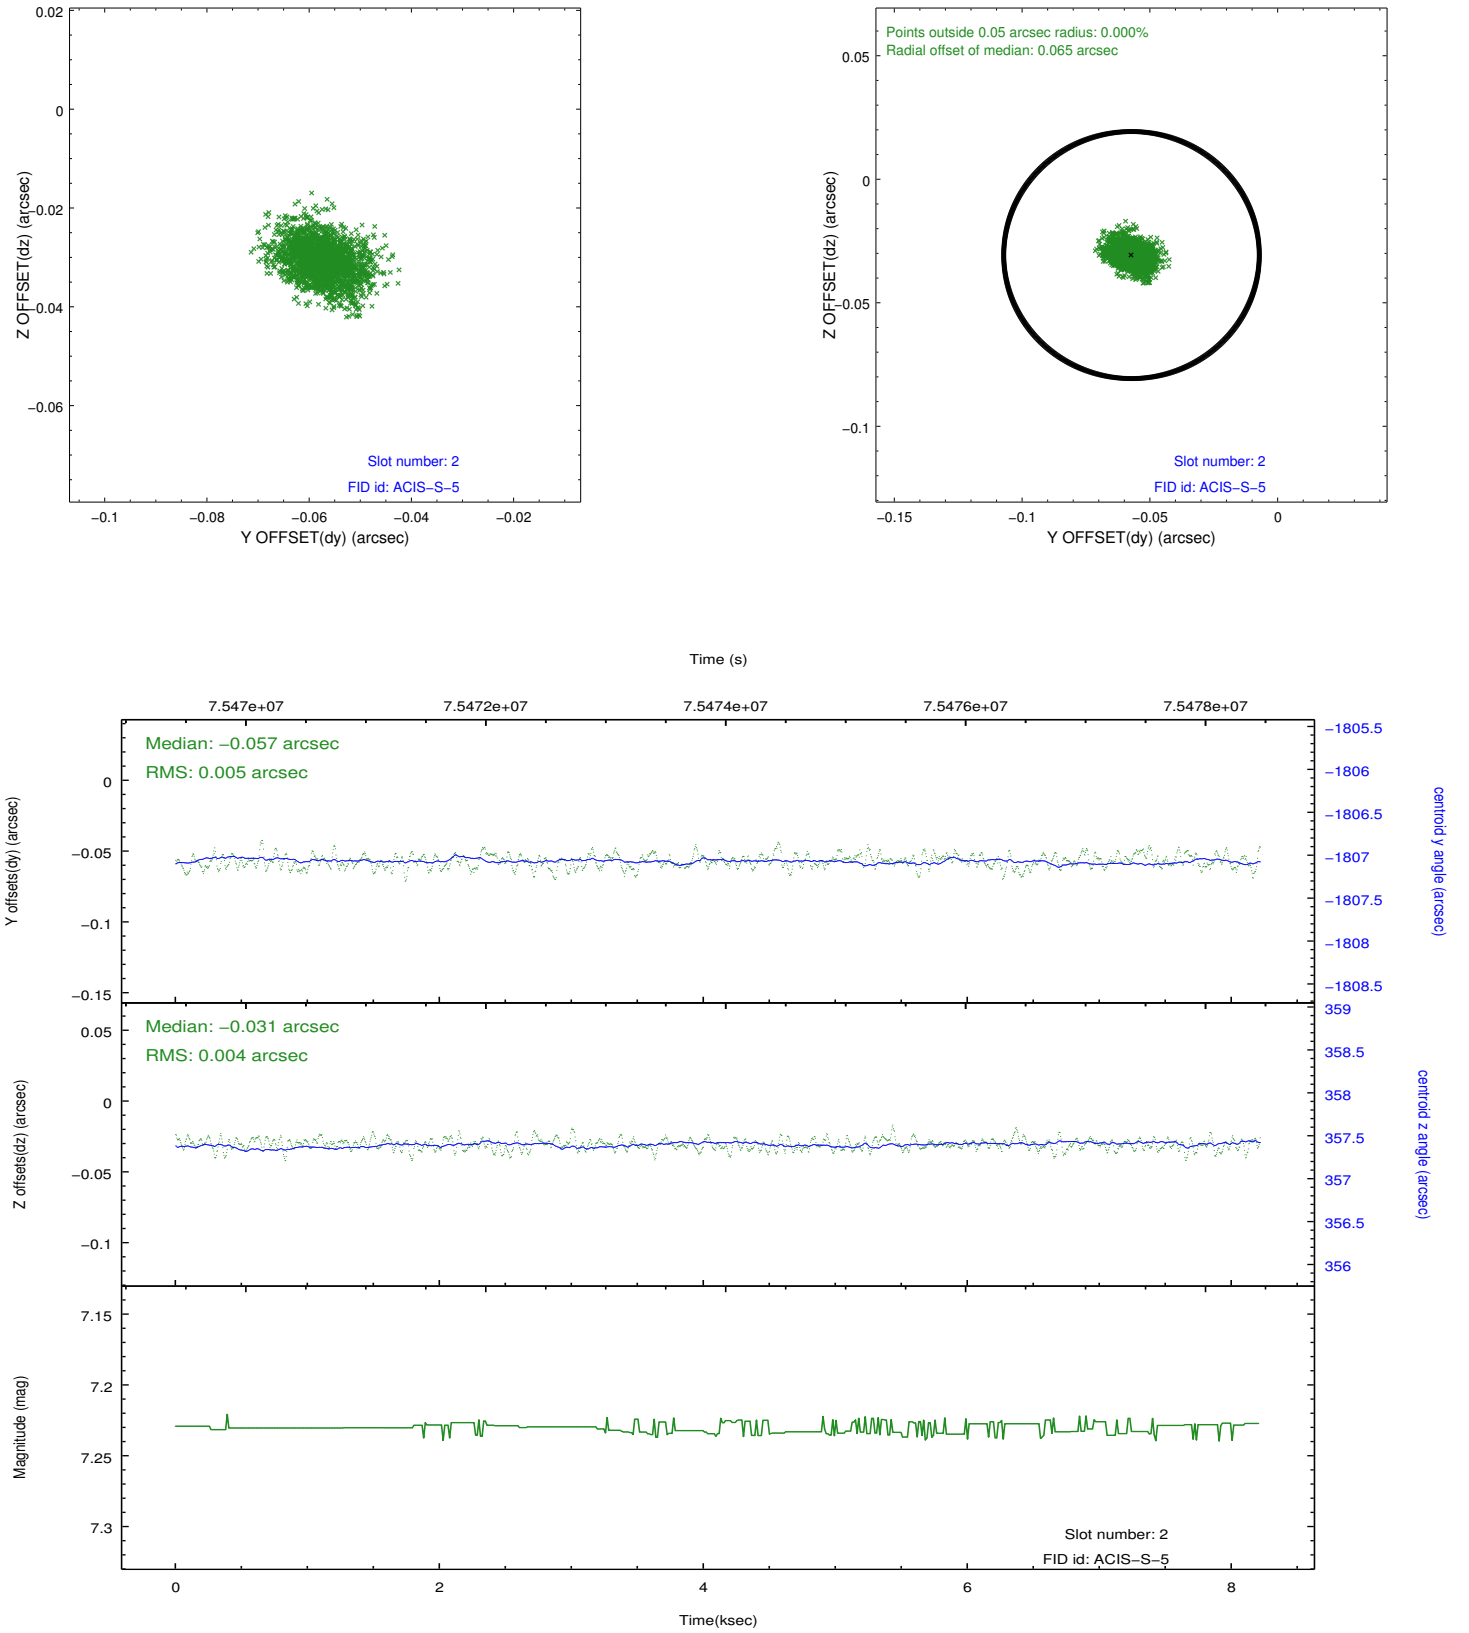 0.02
0
−0.02
−0.04
−0.06
Z OFFSET(dz) (arcsec)
Slot number: 2
FID id: ACIS−S−5
−0.1
−0.08
−0.06
−0.04
−0.02
Y OFFSET(dy) (arcsec)
Points outside 0.05 arcsec radius: 0.000%
Radial offset of median: 0.065 arcsec
0.05
0
−0.05
−0.1
Z OFFSET(dz) (arcsec)
Slot number: 2
FID id: ACIS−S−5
−0.15
−0.1
−0.05
0
Y OFFSET(dy) (arcsec)
Time (s)
7.547e+07
7.5472e+07
7.5474e+07
7.5476e+07
7.5478e+07
Median: −0.057 arcsec
RMS: 0.005 arcsec
0
−0.05
−0.1
−0.15
Y offsets(dy) (arcsec)
−1805.5
−1806
−1806.5
−1807
−1807.5
−1808
−1808.5
centroid y angle (arcsec)
Median: −0.031 arcsec
RMS: 0.004 arcsec
0.05
0
−0.05
−0.1
Z offsets(dz) (arcsec)
359
358.5
358
357.5
357
356.5
356
centroid z angle (arcsec)
7.15
7.2
7.25
7.3
Magnitude (mag)
Slot number: 2
FID id: ACIS−S−5
0
2
4
6
8
Time(ksec)